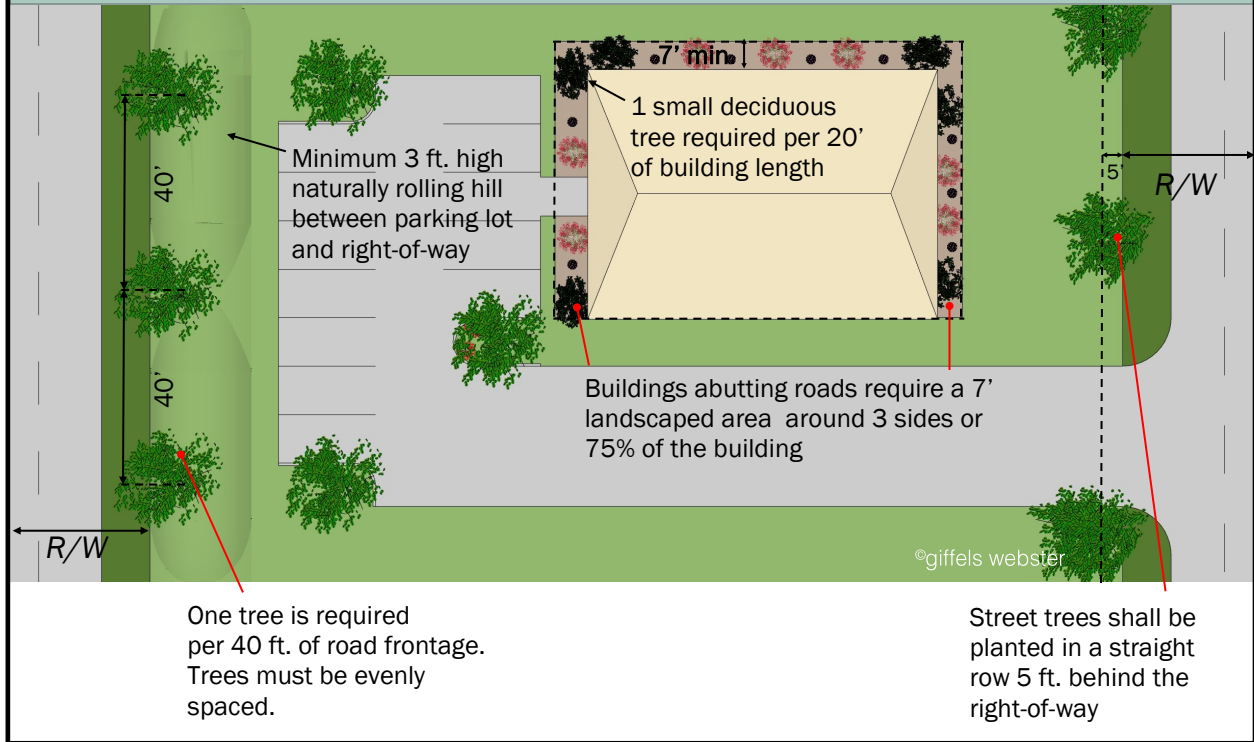 7' min.
1 small deciduous
tree required per 20'
of building length
Minimum 3 ft. high
naturally rolling hill
between parking lot
and right-of-way
40'
40'
5'
R/W
Buildings abutting roads require a 7'
landscaped area around 3 sides or
75% of the building
R/W
©giffels webster
One tree is required
per 40 ft. of road frontage.
Trees must be evenly
spaced.
Street trees shall be
planted in a straight
row 5 ft. behind the
right-of-way